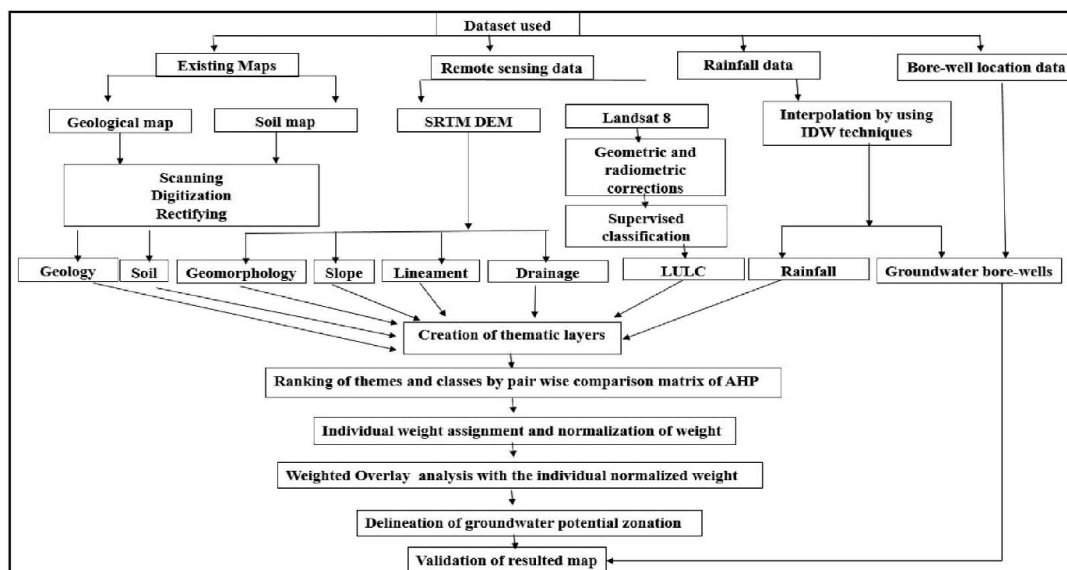 Dataset used
Existing Maps
Remote sensing data
Rainfall data
Bore-well location data
Geological map
Soil map
SRTM DEM
Landsat 8
Interpolation by using
IDW techniques
Geometric and
radiometric
corrections
Scanning
Digitization
Rectifying
Supervised
classification
Geology
Soil
Geomorphology
Slope
Lineament
Drainage
LULC
Rainfall
Groundwater bore-wells
Creation of thematic layers
Ranking of themes and classes by pair wise comparison matrix of AHP
Individual weight assignment and normalization of weight
Weighted Overlay analysis with the individual normalized weight
Delineation of groundwater potential zonation
Validation of resulted map